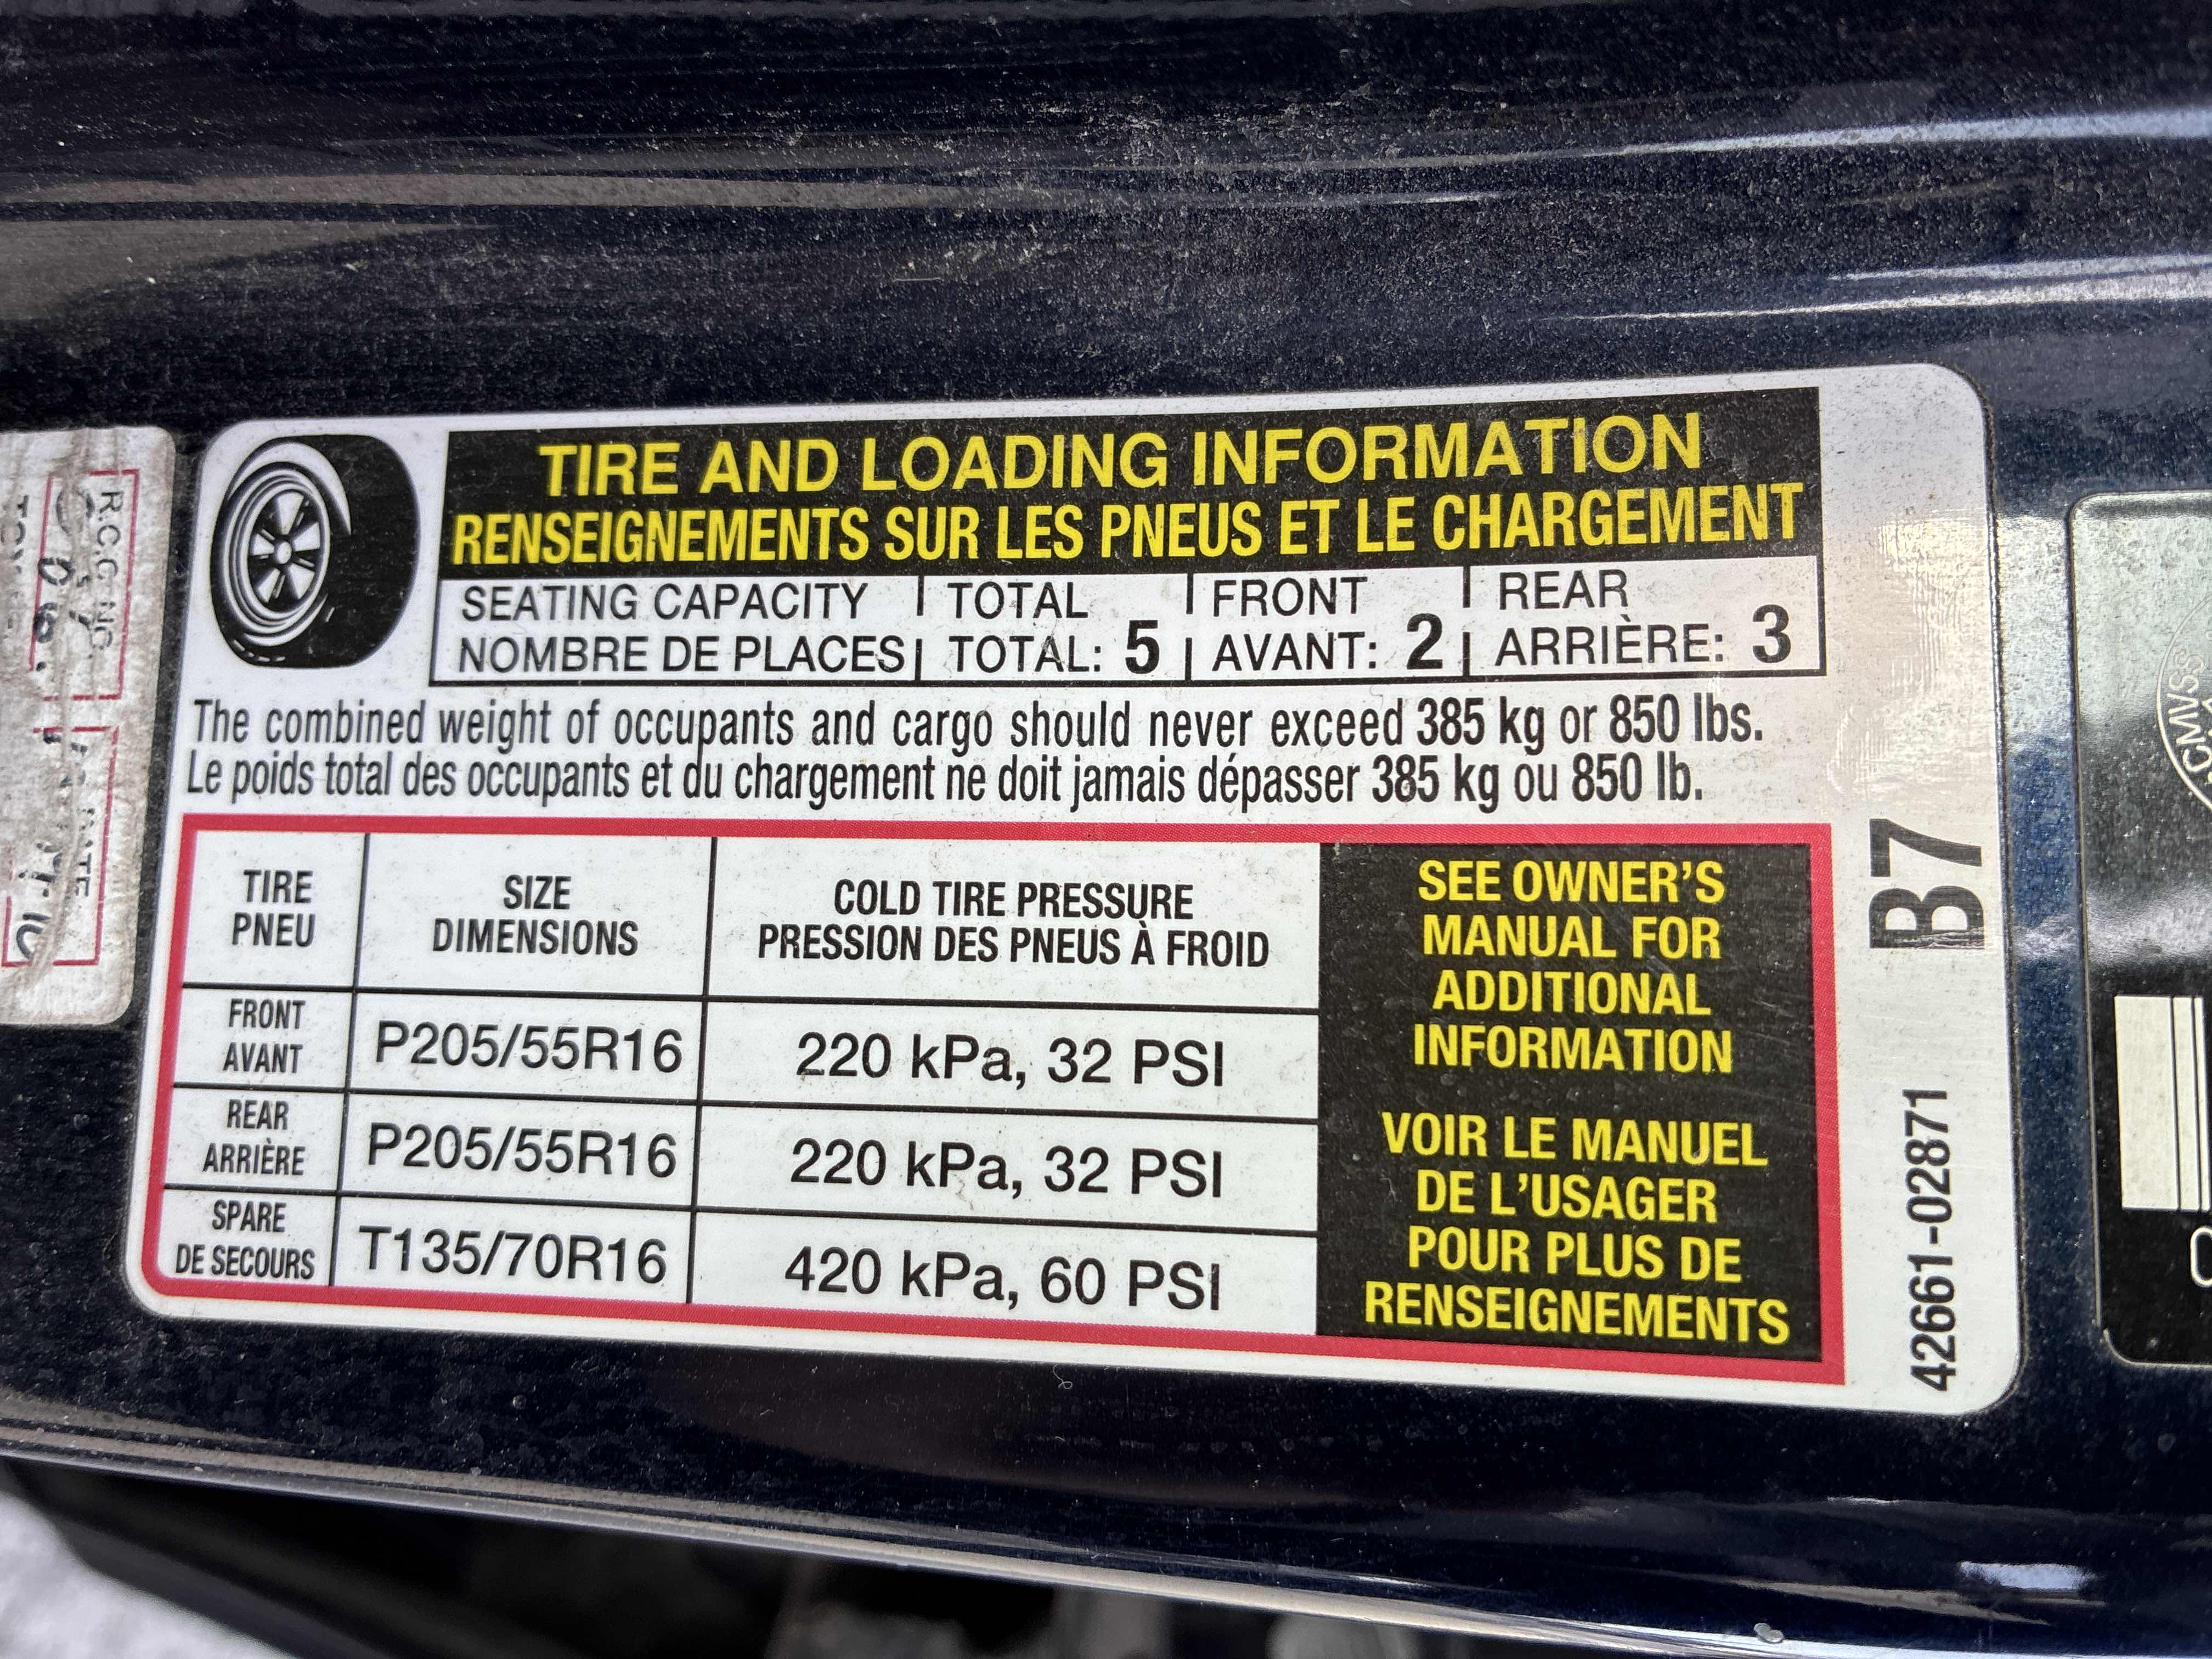 TIRE AND LOADING INFORMATION
RENSEIGNEMENTS SUR LES PNEUS ET LE CHARGEMENT
SEATING CAPACITY TOTAL FRONT REAR
NOMBRE DE PLACES TOTAL: 5 AVANT: 2 ARRIÈRE: 3
The combined weight of occupants and cargo should never exceed 385 kg or 850 lbs.
Le poids total des occupants et du chargement ne doit jamais dépasser 385 kg ou 850 lb.
TIRE SIZE COLD TIRE PRESSURE
PNEU DIMENSIONS PRESSION DES PNEUS À FROID
FRONT
AVANT P205/55R16 220 kPa, 32 PSI
REAR
ARRIÈRE P205/55R16 220 kPa, 32 PSI
SPARE
DE SECOURS T135/70R16 420 kPa, 60 PSI
SEE OWNER'S
MANUAL FOR
ADDITIONAL
INFORMATION
VOIR LE MANUEL
DE L'USAGER
POUR PLUS DE
RENSEIGNEMENTS
B7
42661-02871
R.C.C. NO.
CMVSS